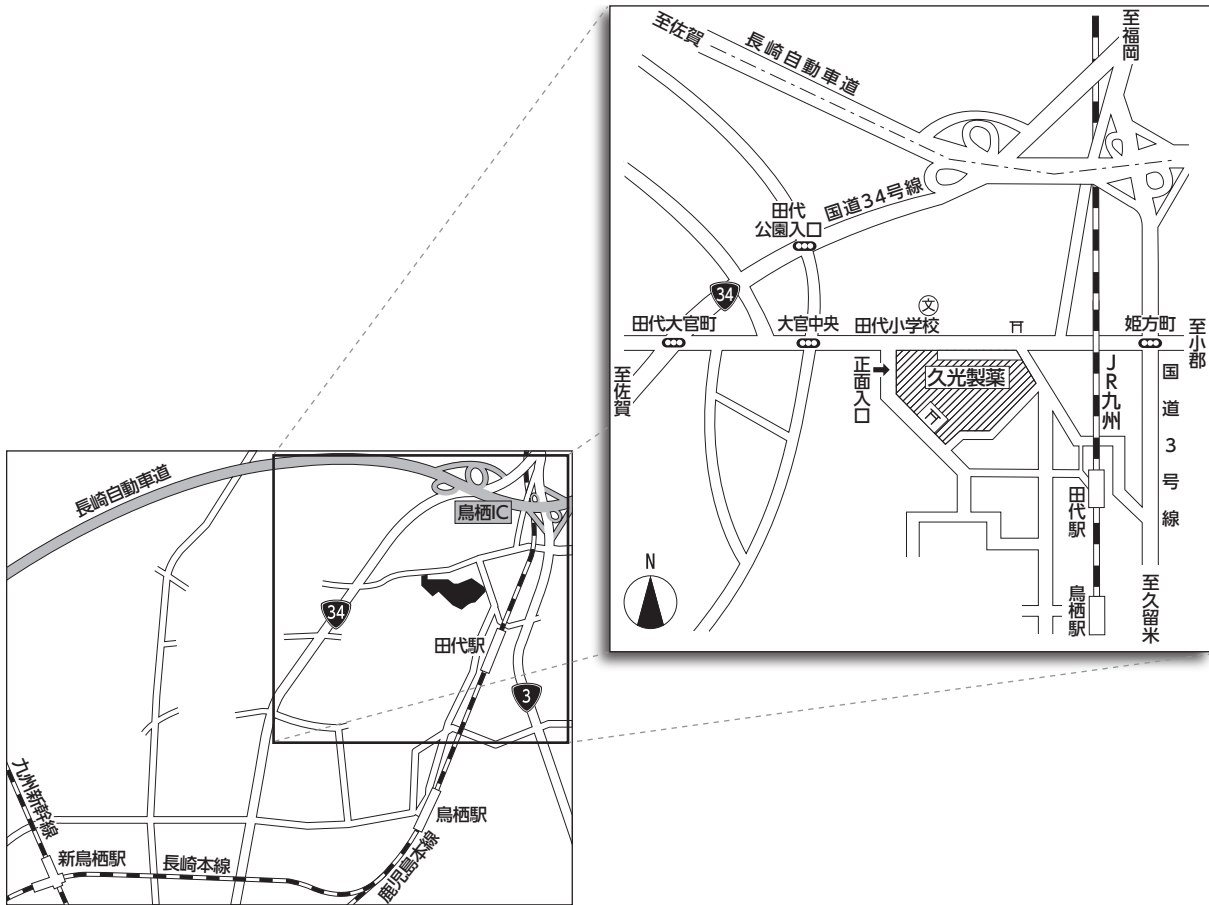 至佐賀
長崎自動車道
至福岡
国道34号線
田代
公園入口
34
田代大官町
大官中央
田代小学校
文
姫方町
至小郡
至佐賀
正面入口
久光製薬
JR九州
国道3号線
田代駅
鳥栖駅
至久留米
N
長崎自動車道
鳥栖IC
34
田代駅
3
九州新幹線
新鳥栖駅
長崎本線
鳥栖駅
鹿児島本線